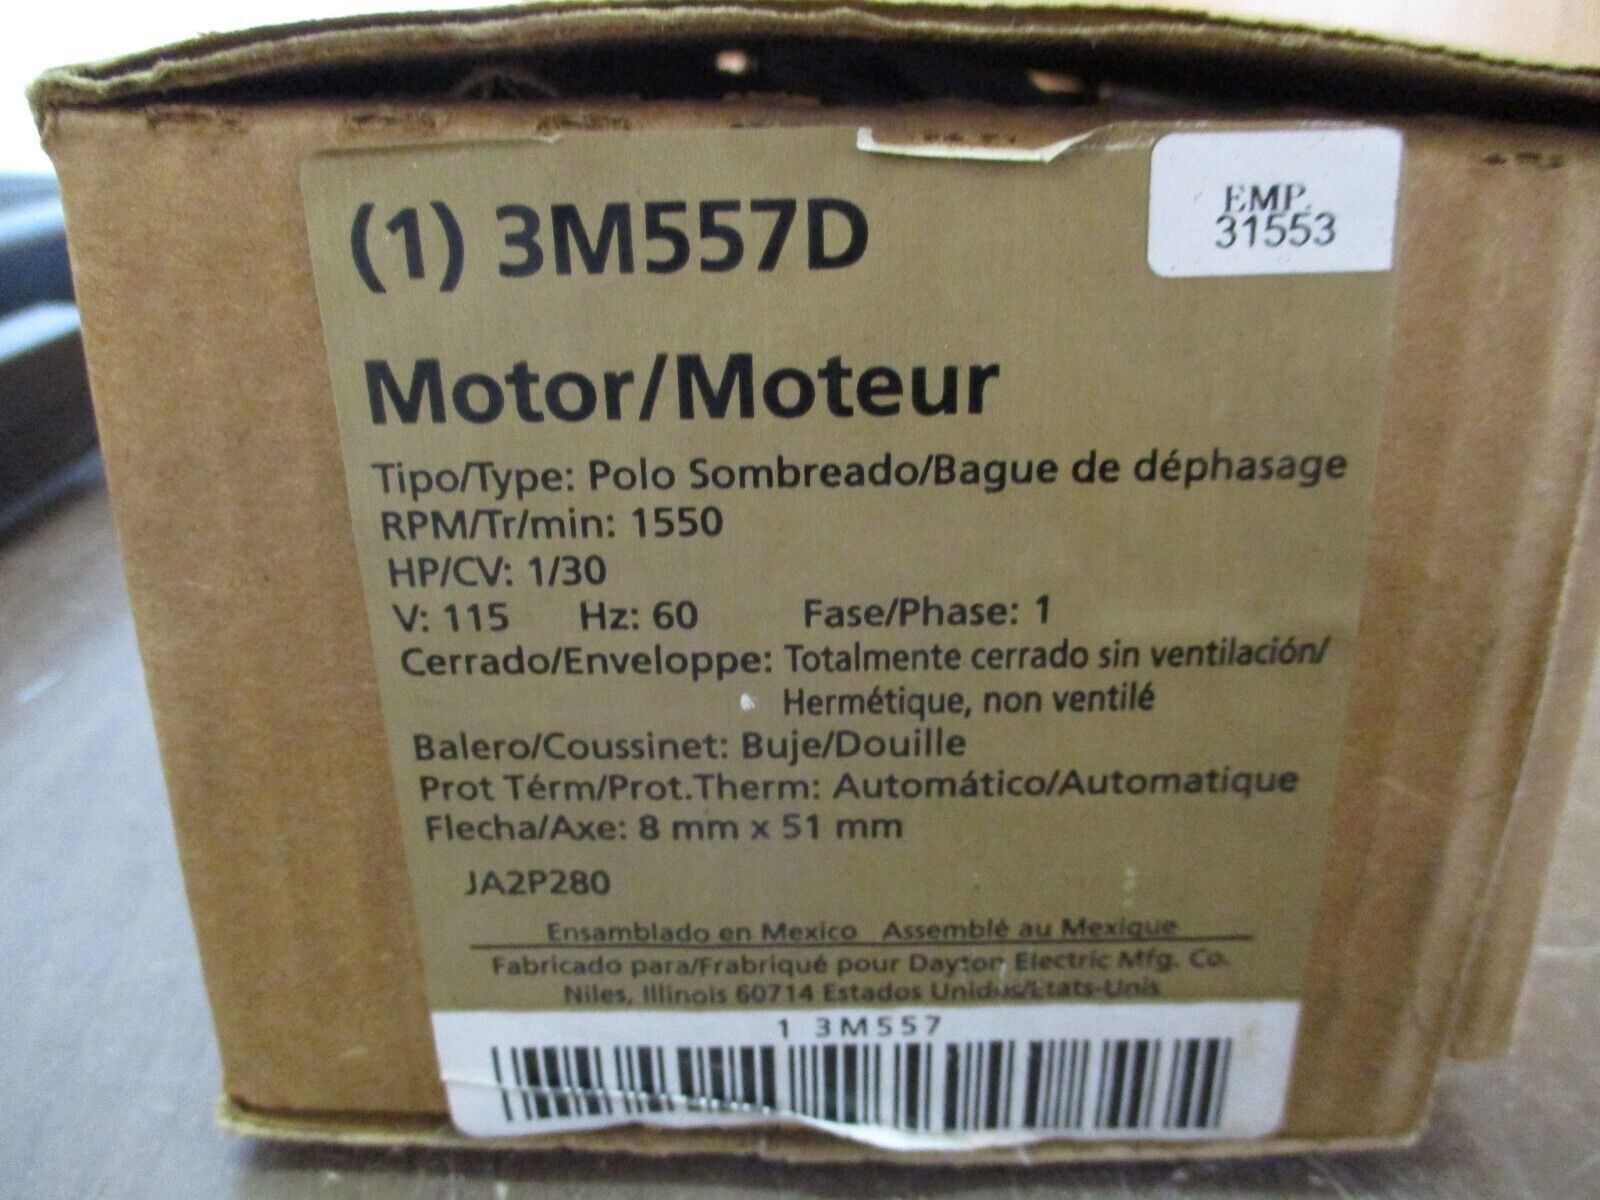 (1) 3M557D
EMP.
31553
Motor/Moteur
Tipo/Type: Polo Sombreado/Bague de déphasage
RPM/Tr/min: 1550
HP/CV: 1/30
V: 115 Hz: 60 Fase/Phase: 1
Cerrado/Enveloppe: Totalmente cerrado sin ventilación/
Hermétique, non ventilé
Balero/Coussinet: Buje/Douille
Prot Térm/Prot.Therm: Automático/Automatique
Flecha/Axe: 8 mm x 51 mm
JA2P280
Ensamblado en Mexico Assemblé au Mexique
Fabricado para/Frabriqué pour Dayton Electric Mfg. Co.
Niles, Illinois 60714 Estados Unidos/Etats-Unis
1 3M557